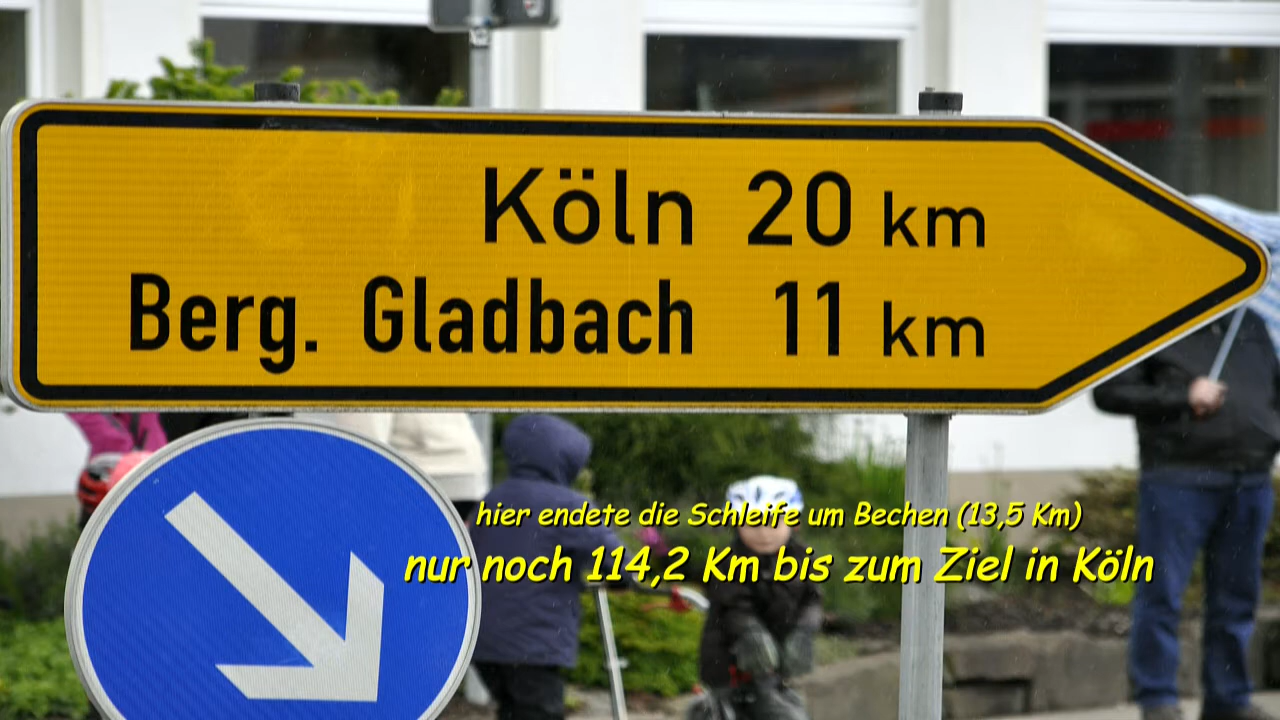 Köln 20 km
Berg. Gladbach 11 km
hier endete die Schleife um Bechen (13,5 Km)
nur noch 114,2 Km bis zum Ziel in Köln